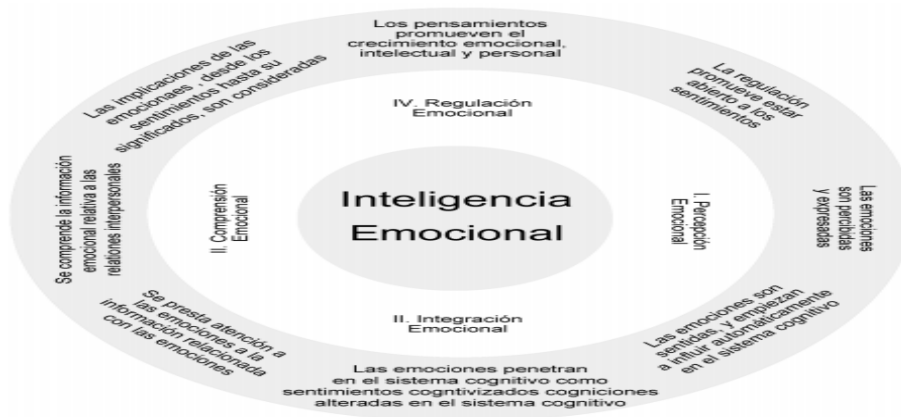 Los pensamientos
promueven el
crecimiento emocional,
intelectual y personal
La regulación
promueve estar
abierto a los
sentimientos
Las emociones
son percibidas
y expresadas
Las emociones son
sentidas, y empiezan
a influir automáticamente
en el sistema cognitivo
Las emociones penetran
en el sistema cognitivo como
sentimientos cogntivizados cogniciones
alteradas en el sistema cognitivo
Se presta atención a
las emociones a la
información relacionada
con las emociones
Se comprende la información
emocional relativa a las
relationes interpersonales
Las implicaciones de las
emocionaes , desde los
sentimientos hasta su
significados, son consideradas
IV. Regulación
Emocional
I. Percepción
Emocional
II. Integración
Emocional
II. Comprensión
Emocional
Inteligencia
Emocional